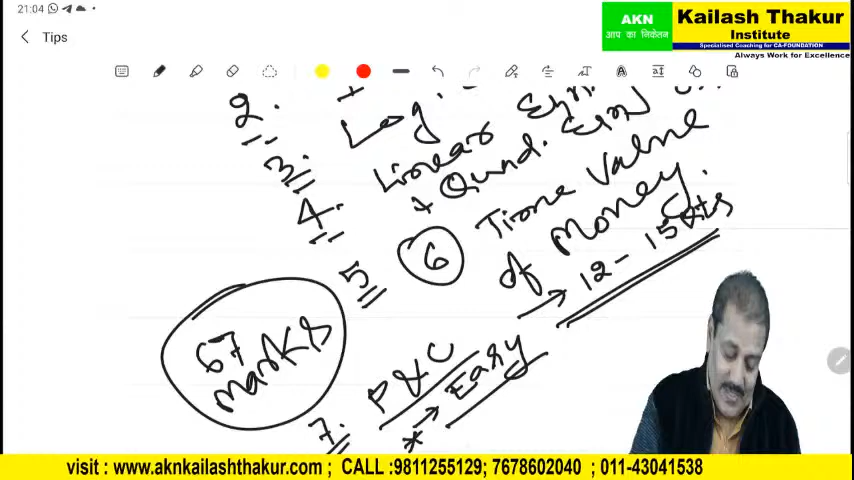 21:04
AKN
आप का निकेतन
Kailash Thakur
Institute
Specialised Coaching for CA-FOUNDATION
Always Work for Excellence
Tips
2.
Log.
3.
Linear Eqn.
+ Quad. Eqn
4.
Time Value
of Money.
5
6
→ 12 - 15
67
marks
7. P & C
* → Easy
visit : www.aknkailashthakur.com ; CALL :9811255129; 7678602040 ; 011-43041538